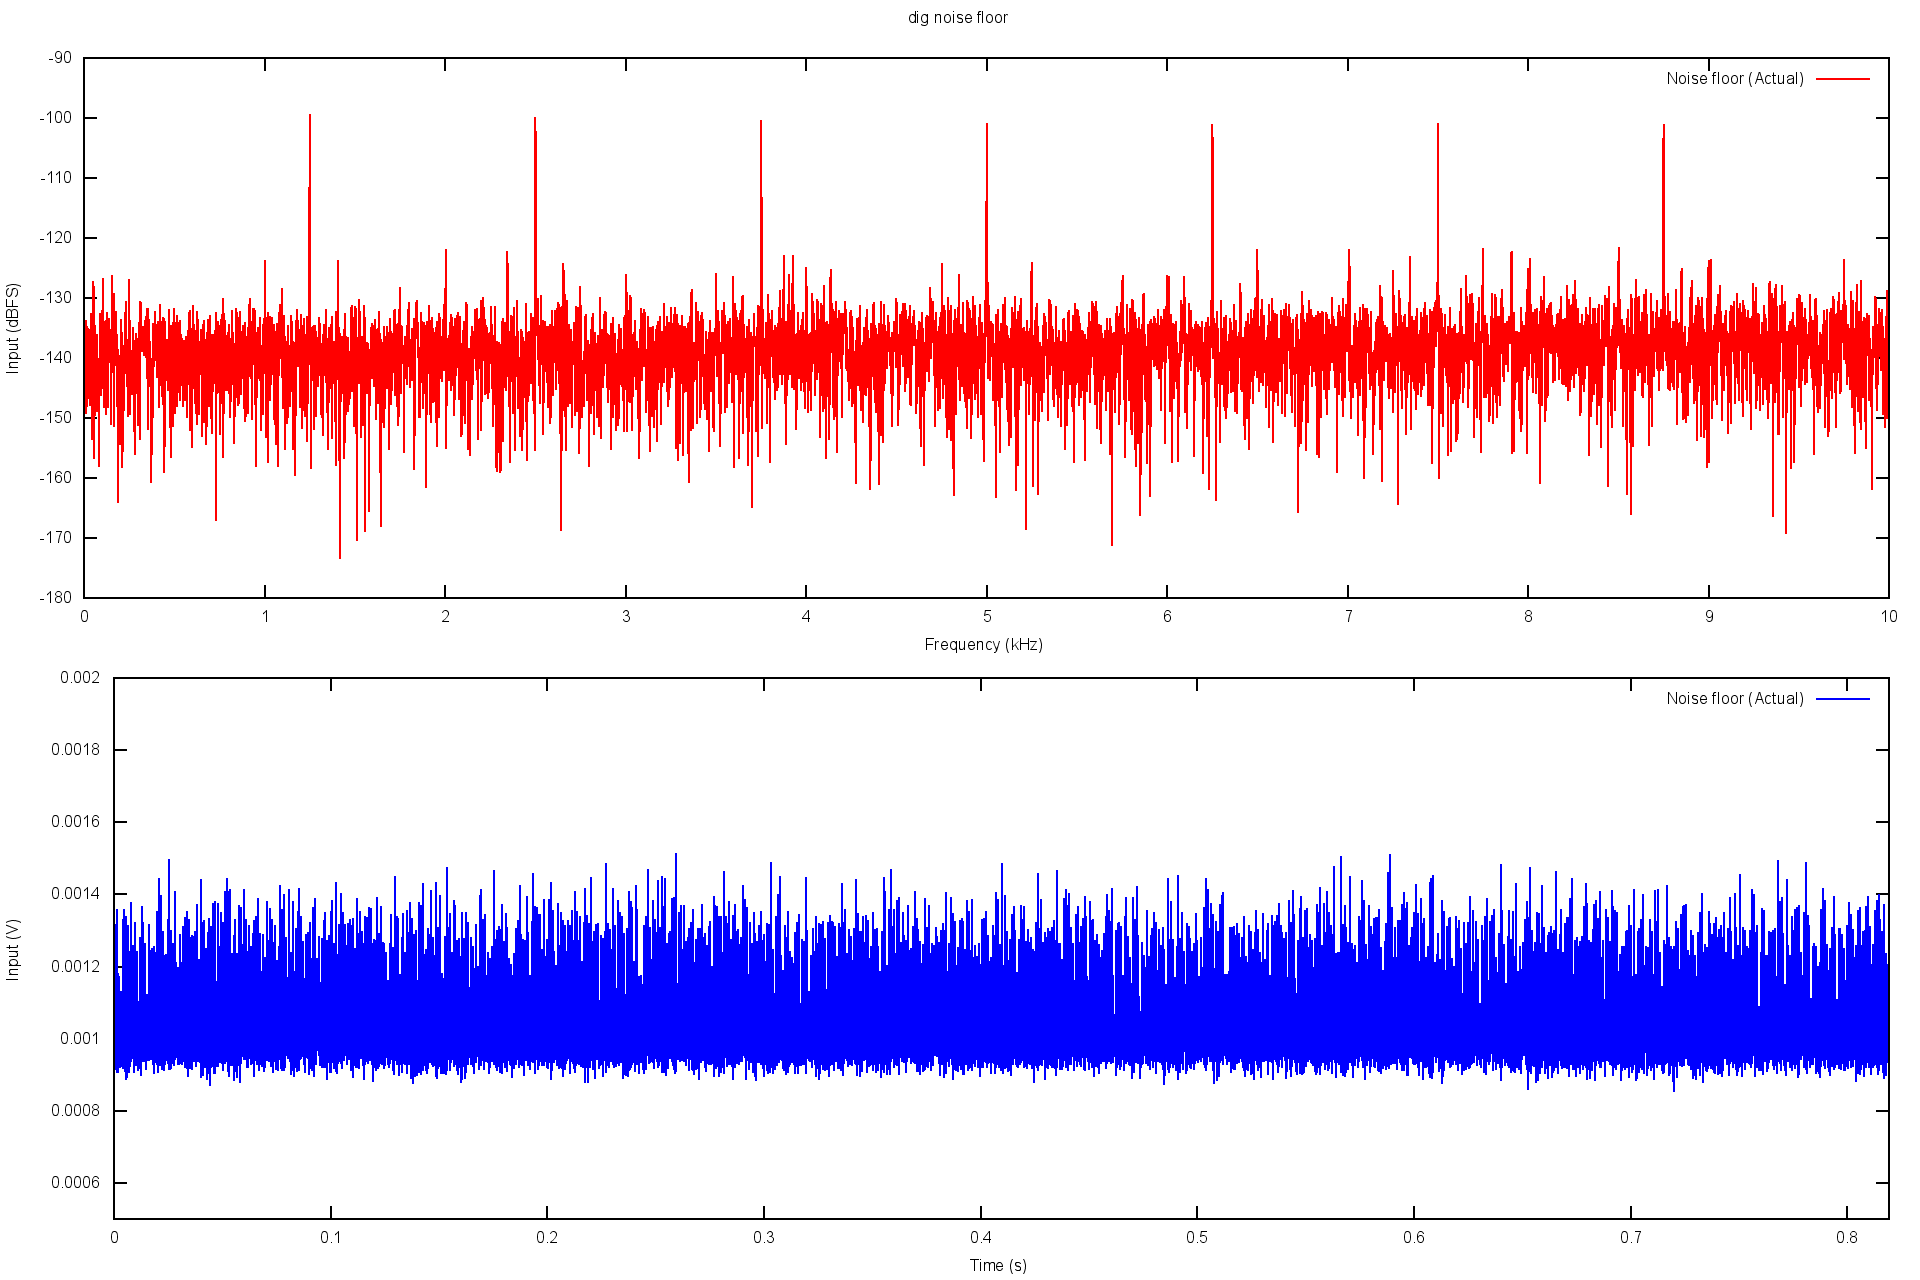 dig noise floor
-90
Noise floor (Actual)
-100
-110
-120
-130
-140
-150
-160
-170
-180
Input (dBFS)
0 1 2 3 4 5 6 7 8 9 10
Frequency (kHz)
0.002
Noise floor (Actual)
0.0018
0.0016
0.0014
0.0012
0.001
0.0008
0.0006
Input (V)
0 0.1 0.2 0.3 0.4 0.5 0.6 0.7 0.8
Time (s)